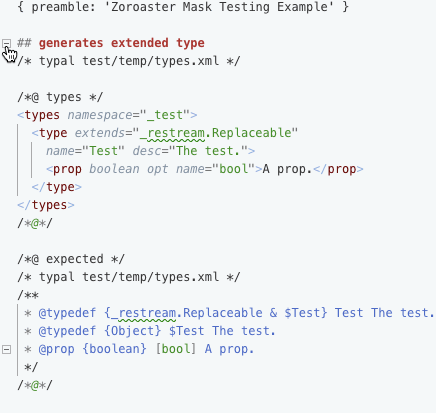 { preamble: 'Zoroaster Mask Testing Example' }
## generates extended type
/* typal test/temp/types.xml */
/*@ types */
<types namespace="_test">
<type extends="_restream.Replaceable"
name="Test" desc="The test.">
<prop boolean opt name="bool">A prop.</prop>
</type>
</types>
/*@*/
/*@ expected */
/* typal test/temp/types.xml */
/**
* @typedef {_restream.Replaceable & $Test} Test The test.
* @typedef {Object} $Test The test.
* @prop {boolean} [bool] A prop.
*/
/*@*/